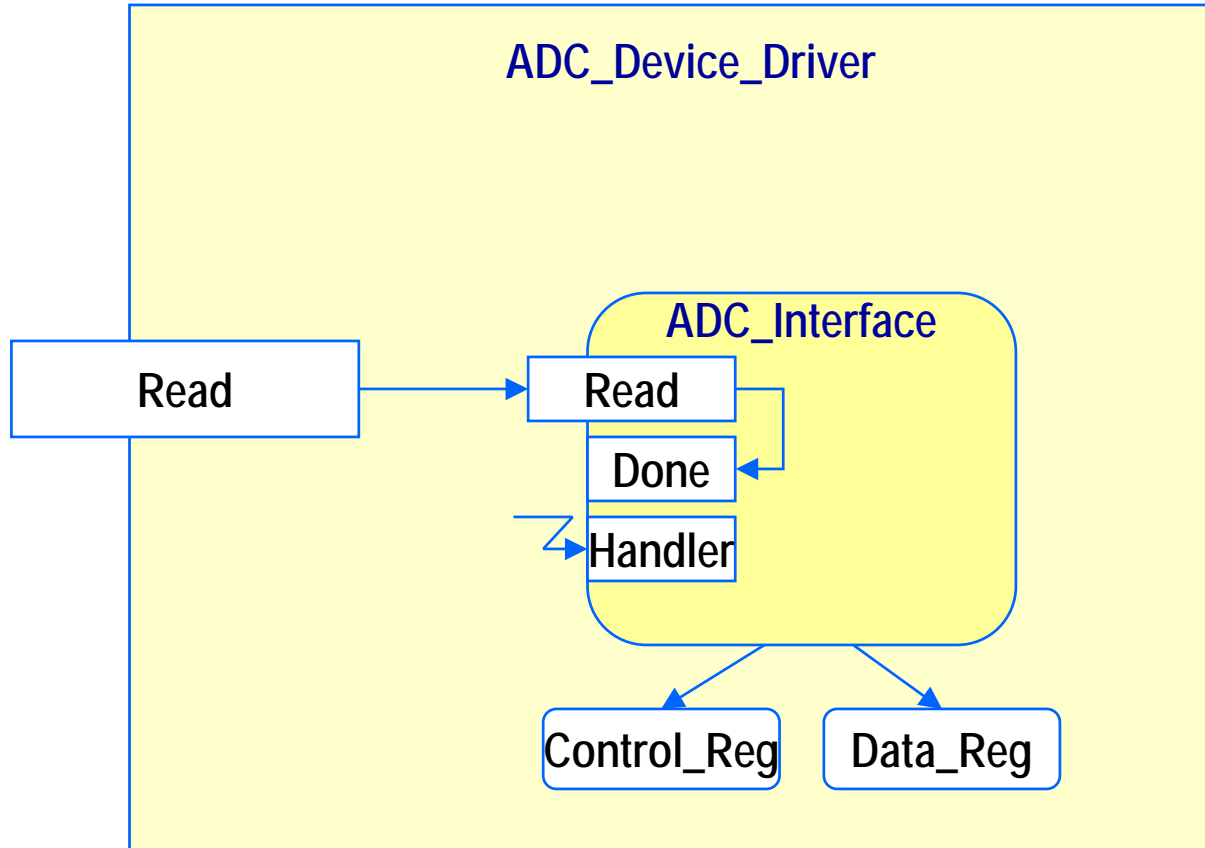 ADC_Device_Driver
ADC_Interface
Read
Read
Done
Handler
Control_Reg
Data_Reg